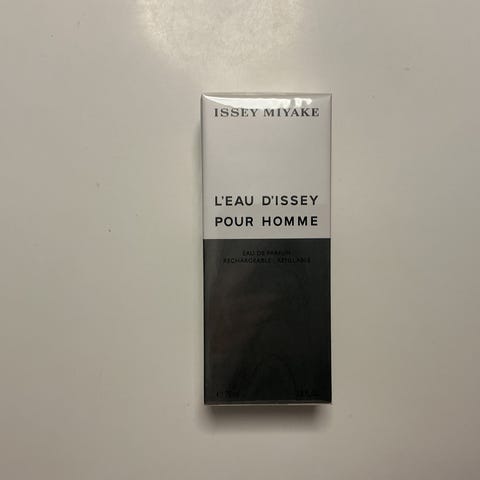 ISSEY MIYAKE
L'EAU D'ISSEY
POUR HOMME
EAU DE PARFUM
RECHARGEABLE - REFILLABLE